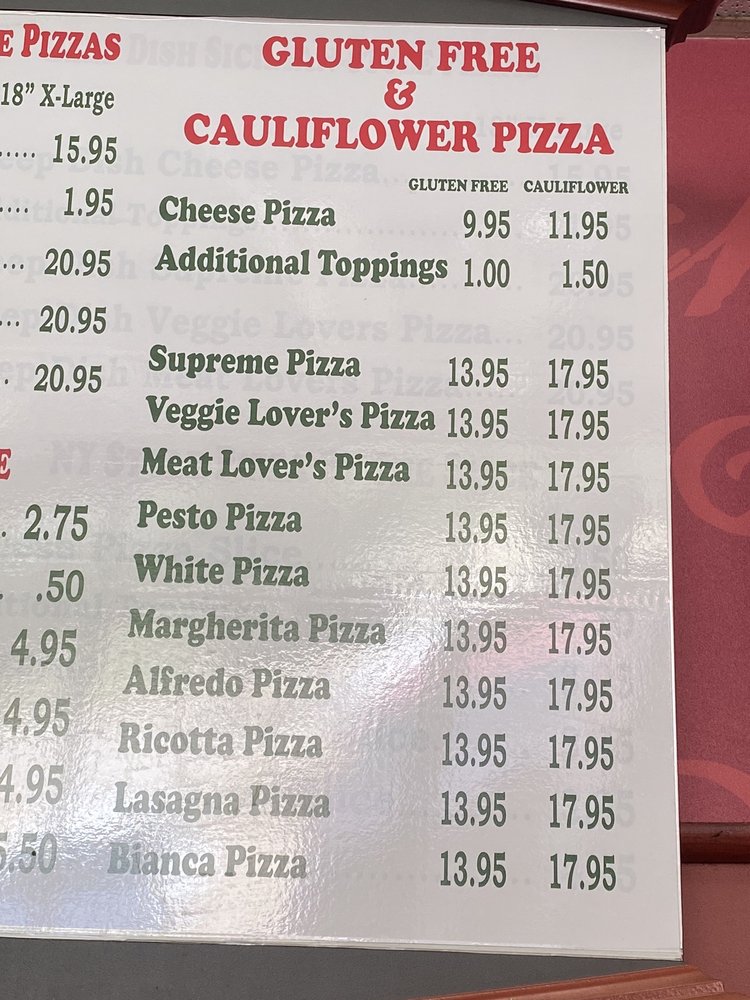 E PIZZAS
18" X-Large
..... 15.95
.... 1.95
... 20.95
... 20.95
. 20.95
E
. 2.75
. .50
4.95
4.95
4.95
5.50
GLUTEN FREE
&
CAULIFLOWER PIZZA
GLUTEN FREE CAULIFLOWER
Cheese Pizza 9.95 11.95
Additional Toppings 1.00 1.50
Supreme Pizza 13.95 17.95
Veggie Lover's Pizza 13.95 17.95
Meat Lover's Pizza 13.95 17.95
Pesto Pizza 13.95 17.95
White Pizza 13.95 17.95
Margherita Pizza 13.95 17.95
Alfredo Pizza 13.95 17.95
Ricotta Pizza 13.95 17.95
Lasagna Pizza 13.95 17.95
Bianca Pizza 13.95 17.95